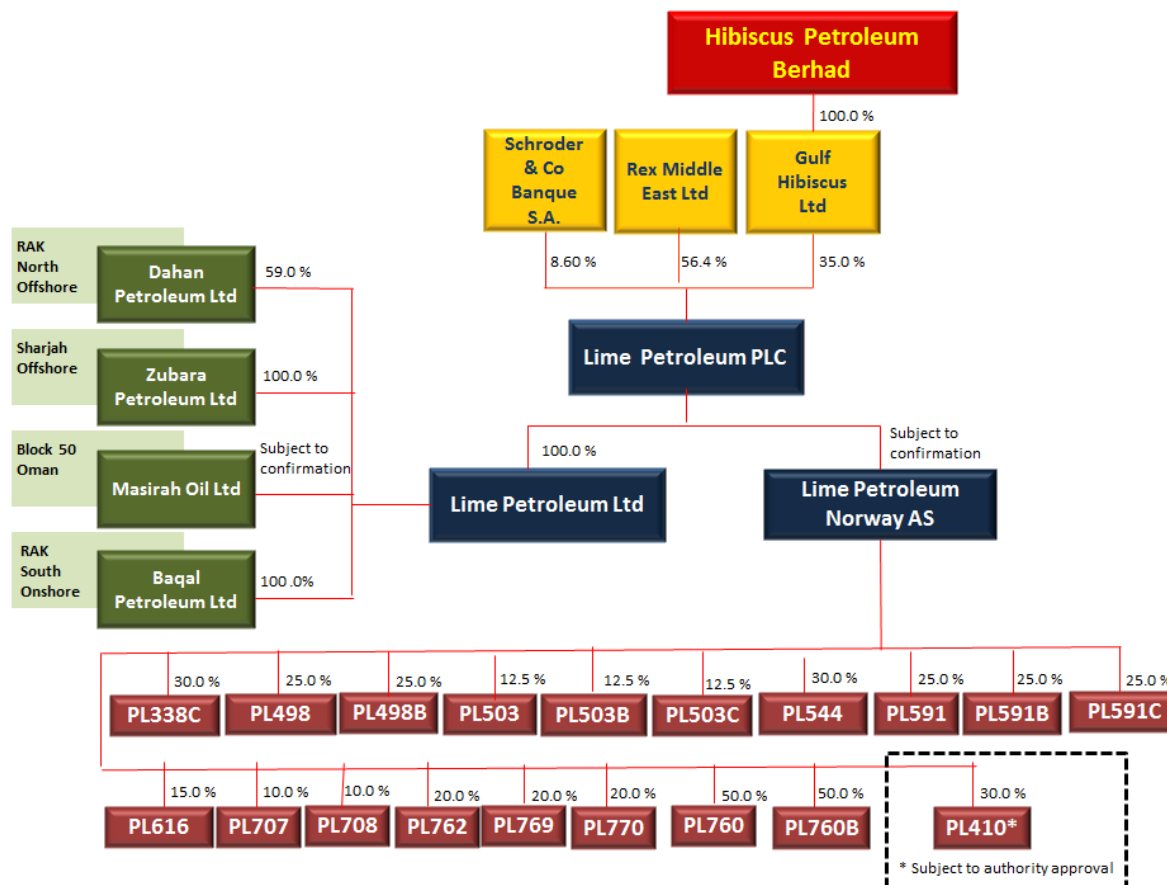 Hibiscus Petroleum
Berhad
100.0 %
Schroder
& Co
Banque
S.A.
Rex Middle
East Ltd
Gulf
Hibiscus
Ltd
8.60 %
56.4 %
35.0 %
Lime Petroleum PLC
100.0 %
Subject to
confirmation
Lime Petroleum Ltd
Lime Petroleum
Norway AS
RAK
North
Offshore
Dahan
Petroleum Ltd
59.0 %
Sharjah
Offshore
Zubara
Petroleum Ltd
100.0 %
Block 50
Oman
Masirah Oil Ltd
Subject to
confirmation
RAK
South
Onshore
Baqal
Petroleum Ltd
100 .0%
30.0 %
25.0 %
25.0 %
12.5 %
12.5 %
12.5 %
30.0 %
25.0 %
25.0 %
25.0 %
PL338C
PL498
PL498B
PL503
PL503B
PL503C
PL544
PL591
PL591B
PL591C
15.0 %
10.0 %
10.0 %
20.0 %
20.0 %
20.0 %
50.0 %
50.0 %
30.0 %
PL616
PL707
PL708
PL762
PL769
PL770
PL760
PL760B
PL410*
* Subject to authority approval